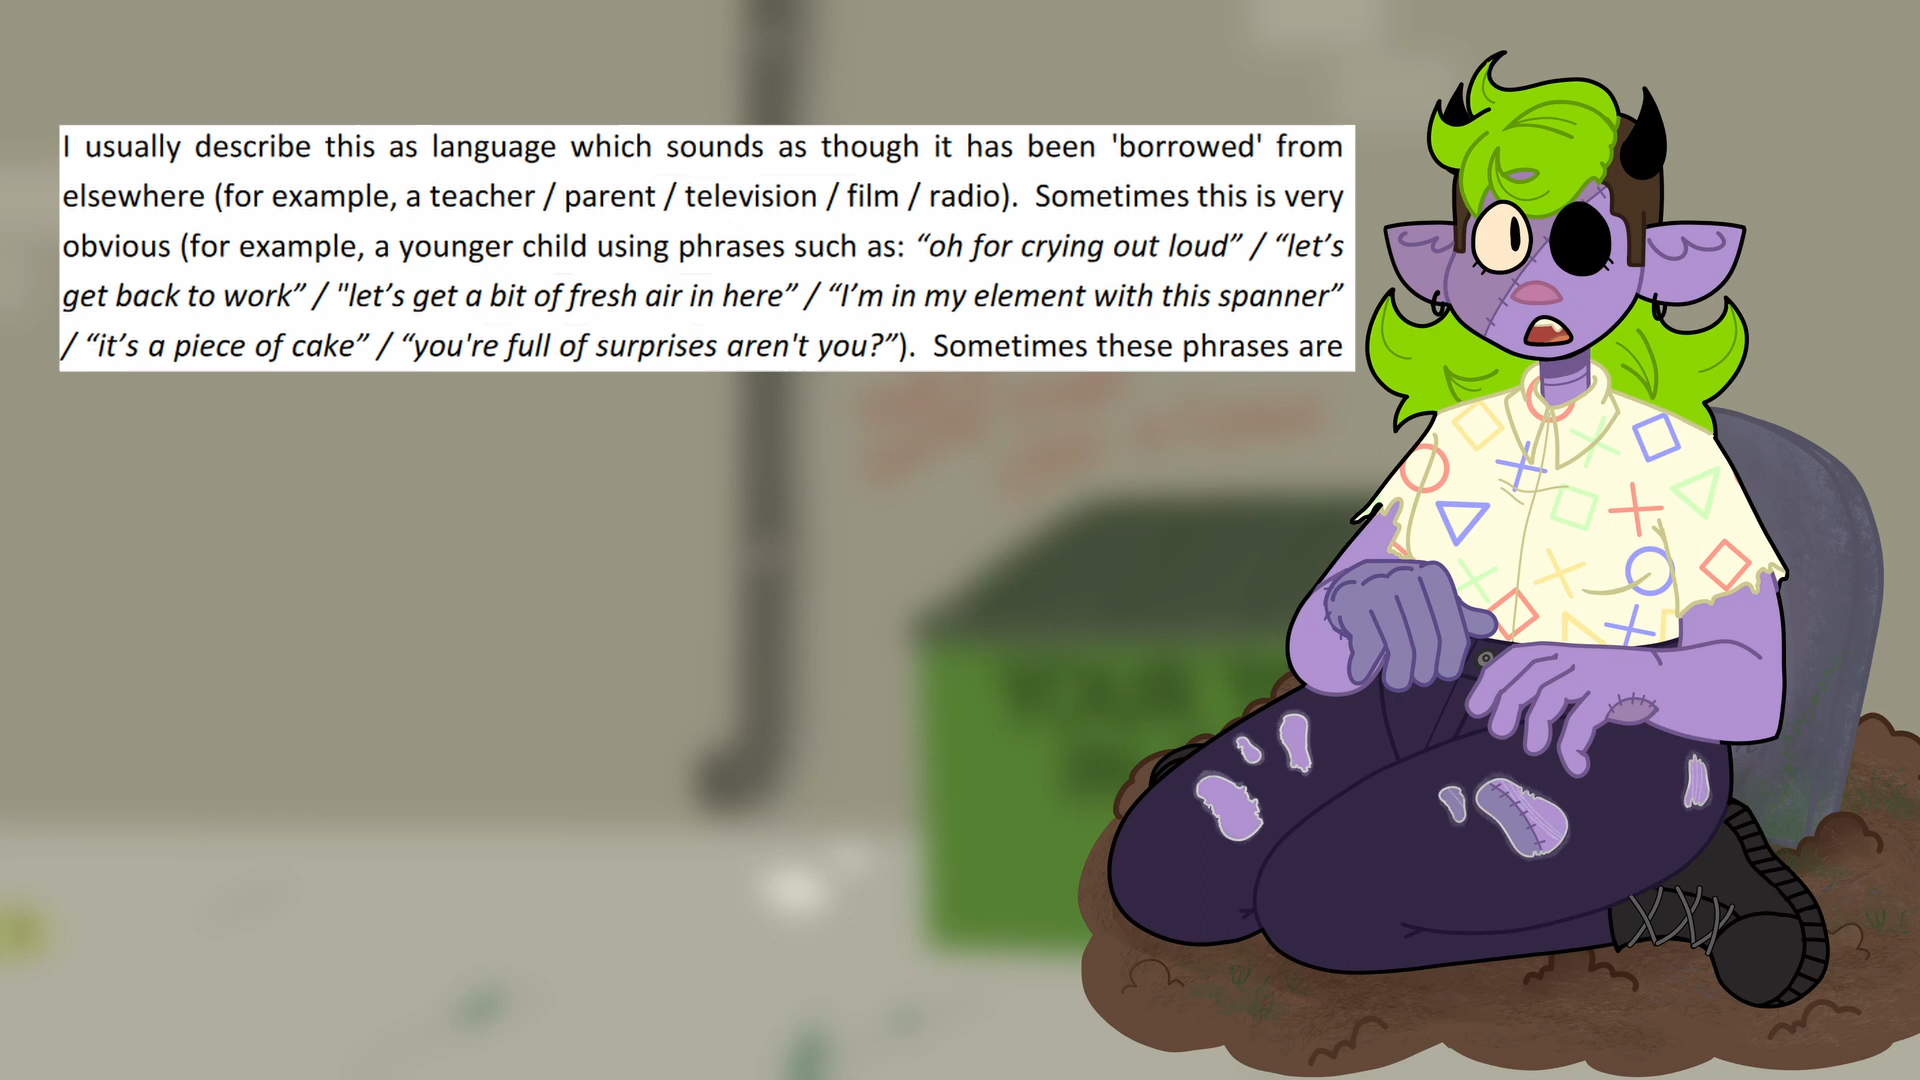 I usually describe this as language which sounds as though it has been 'borrowed' from
elsewhere (for example, a teacher / parent / television / film / radio).  Sometimes this is very
obvious (for example, a younger child using phrases such as: “oh for crying out loud” / “let’s
get back to work” / "let’s get a bit of fresh air in here” / “I’m in my element with this spanner”
/ “it’s a piece of cake” / “you're full of surprises aren't you?”).  Sometimes these phrases are